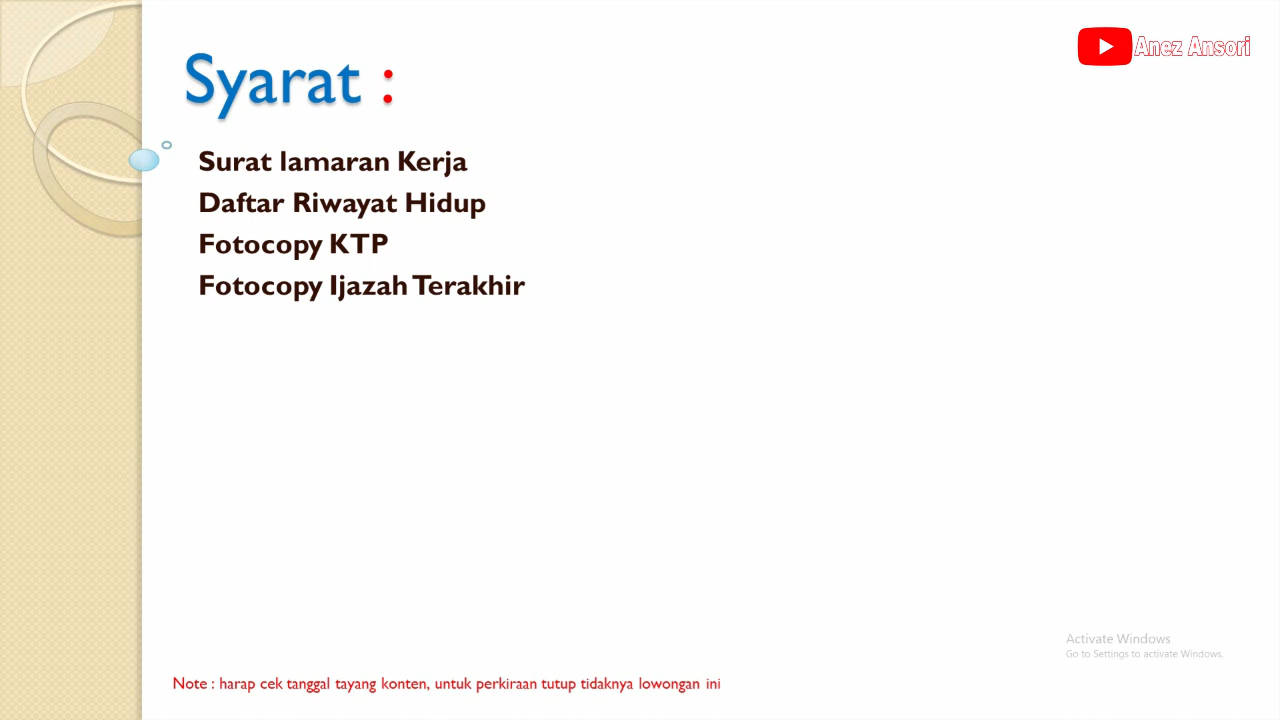 Syarat :
Anez Ansori
Surat lamaran Kerja
Daftar Riwayat Hidup
Fotocopy KTP
Fotocopy Ijazah Terakhir
Activate Windows
Go to Settings to activate Windows.
Note : harap cek tanggal tayang konten, untuk perkiraan tutup tidaknya lowongan ini